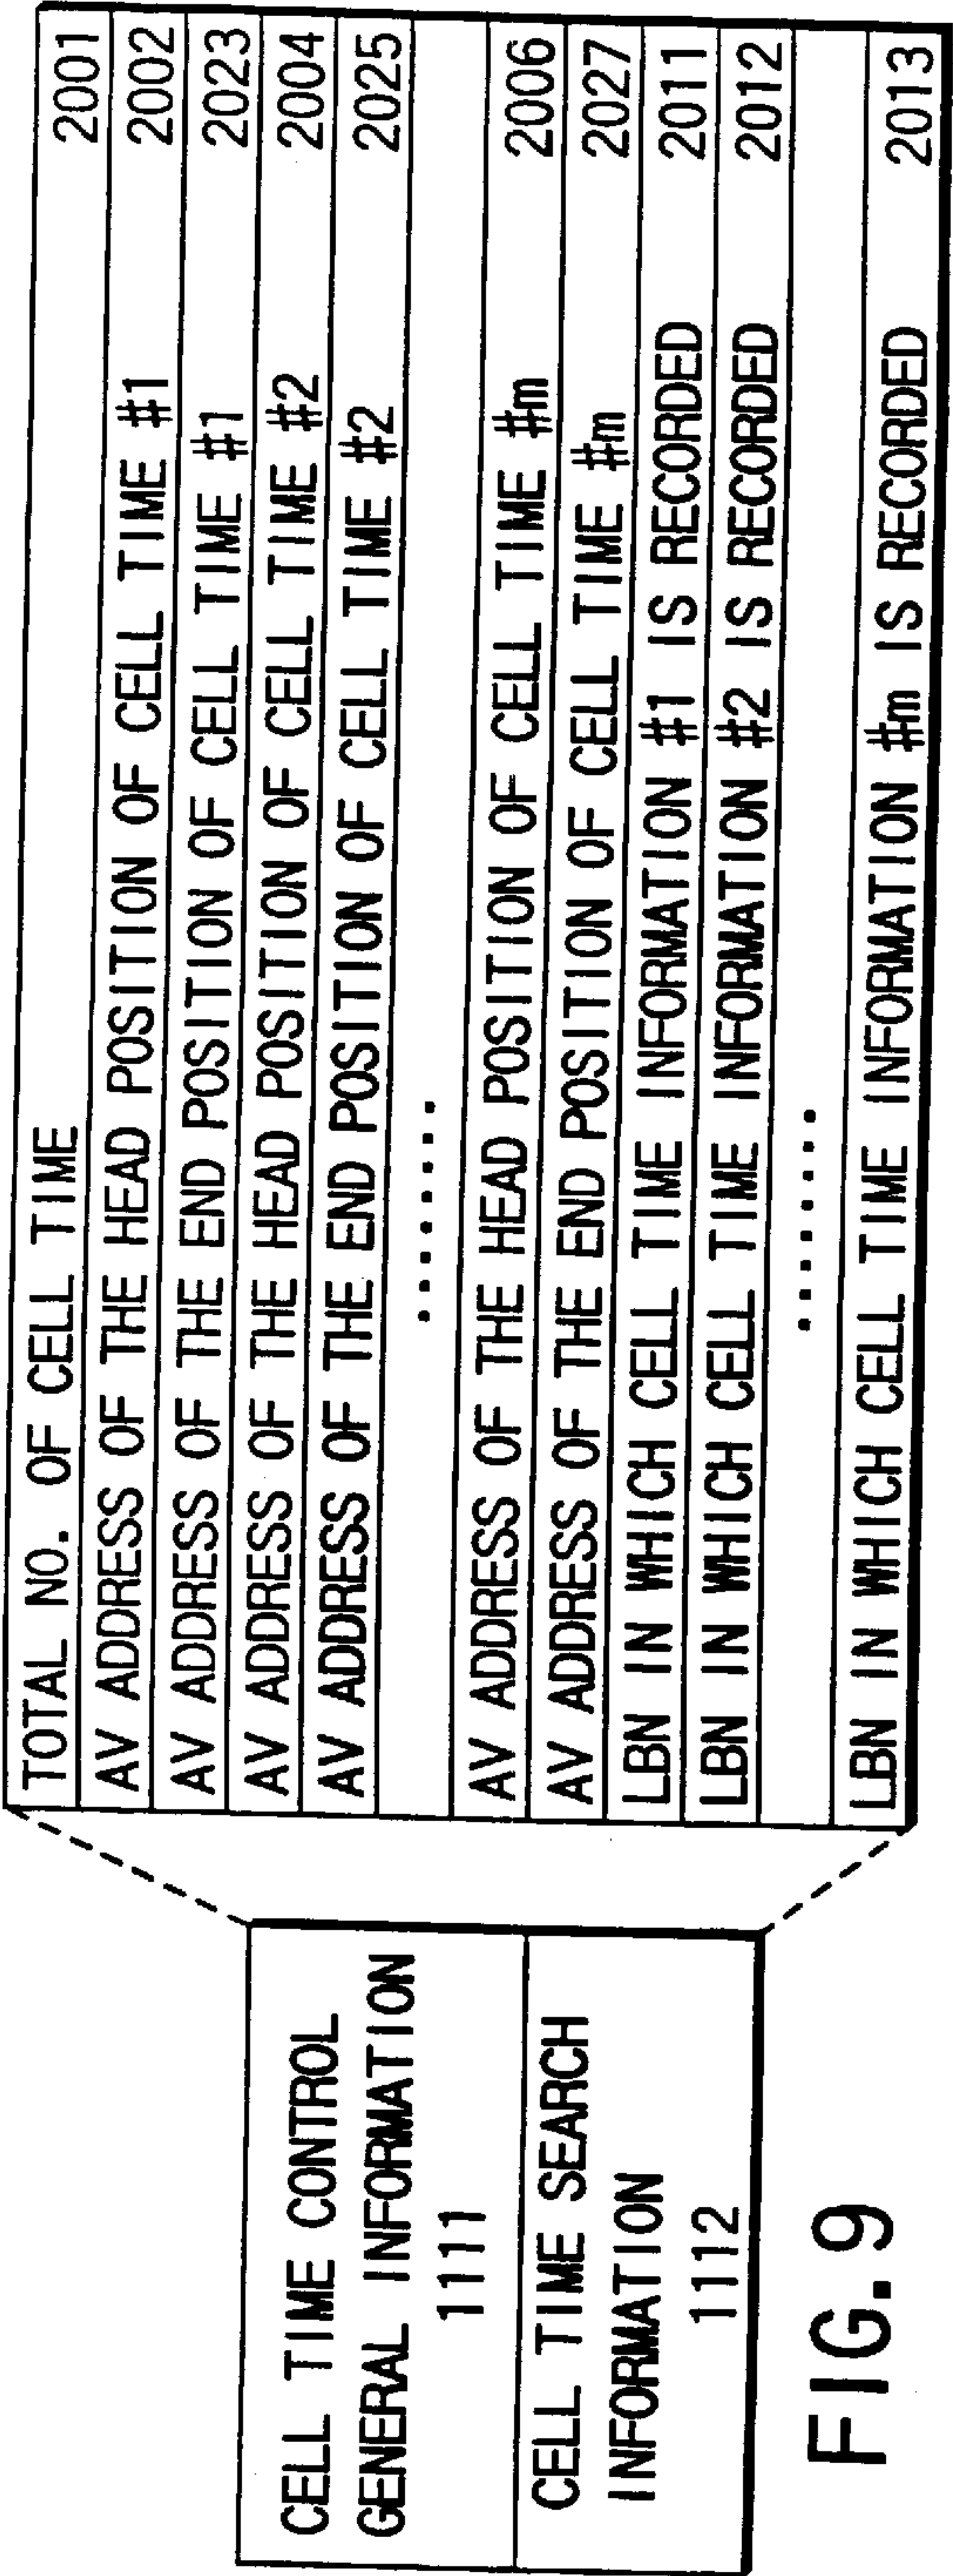 CELL TIME CONTROL
GENERAL INFORMATION
1111
CELL TIME SEARCH
INFORMATION
1112
TOTAL NO. OF CELL TIME 2001
AV ADDRESS OF THE HEAD POSITION OF CELL TIME #1 2002
AV ADDRESS OF THE END POSITION OF CELL TIME #1 2023
AV ADDRESS OF THE HEAD POSITION OF CELL TIME #2 2004
AV ADDRESS OF THE END POSITION OF CELL TIME #2 2025
.......
AV ADDRESS OF THE HEAD POSITION OF CELL TIME #m 2006
AV ADDRESS OF THE END POSITION OF CELL TIME #m 2027
LBN IN WHICH CELL TIME INFORMATION #1 IS RECORDED 2011
LBN IN WHICH CELL TIME INFORMATION #2 IS RECORDED 2012
.......
LBN IN WHICH CELL TIME INFORMATION #m IS RECORDED 2013
FIG. 9